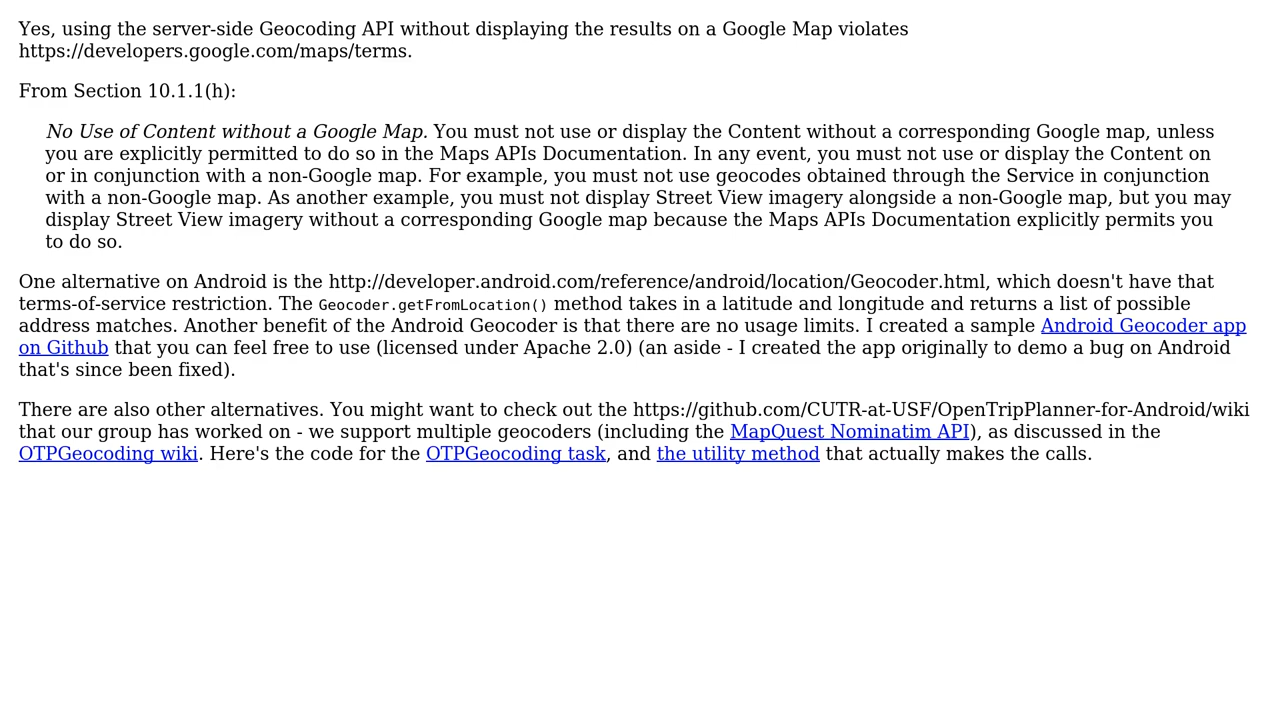 Yes, using the server-side Geocoding API without displaying the results on a Google Map violates
https://developers.google.com/maps/terms.
From Section 10.1.1(h):
No Use of Content without a Google Map. You must not use or display the Content without a corresponding Google map, unless
you are explicitly permitted to do so in the Maps APIs Documentation. In any event, you must not use or display the Content on
or in conjunction with a non-Google map. For example, you must not use geocodes obtained through the Service in conjunction
with a non-Google map. As another example, you must not display Street View imagery alongside a non-Google map, but you may
display Street View imagery without a corresponding Google map because the Maps APIs Documentation explicitly permits you
to do so.
One alternative on Android is the http://developer.android.com/reference/android/location/Geocoder.html, which doesn't have that
terms-of-service restriction. The Geocoder.getFromLocation() method takes in a latitude and longitude and returns a list of possible
address matches. Another benefit of the Android Geocoder is that there are no usage limits. I created a sample Android Geocoder app
on Github that you can feel free to use (licensed under Apache 2.0) (an aside - I created the app originally to demo a bug on Android
that's since been fixed).
There are also other alternatives. You might want to check out the https://github.com/CUTR-at-USF/OpenTripPlanner-for-Android/wiki
that our group has worked on - we support multiple geocoders (including the MapQuest Nominatim API), as discussed in the
OTPGeocoding wiki. Here's the code for the OTPGeocoding task, and the utility method that actually makes the calls.